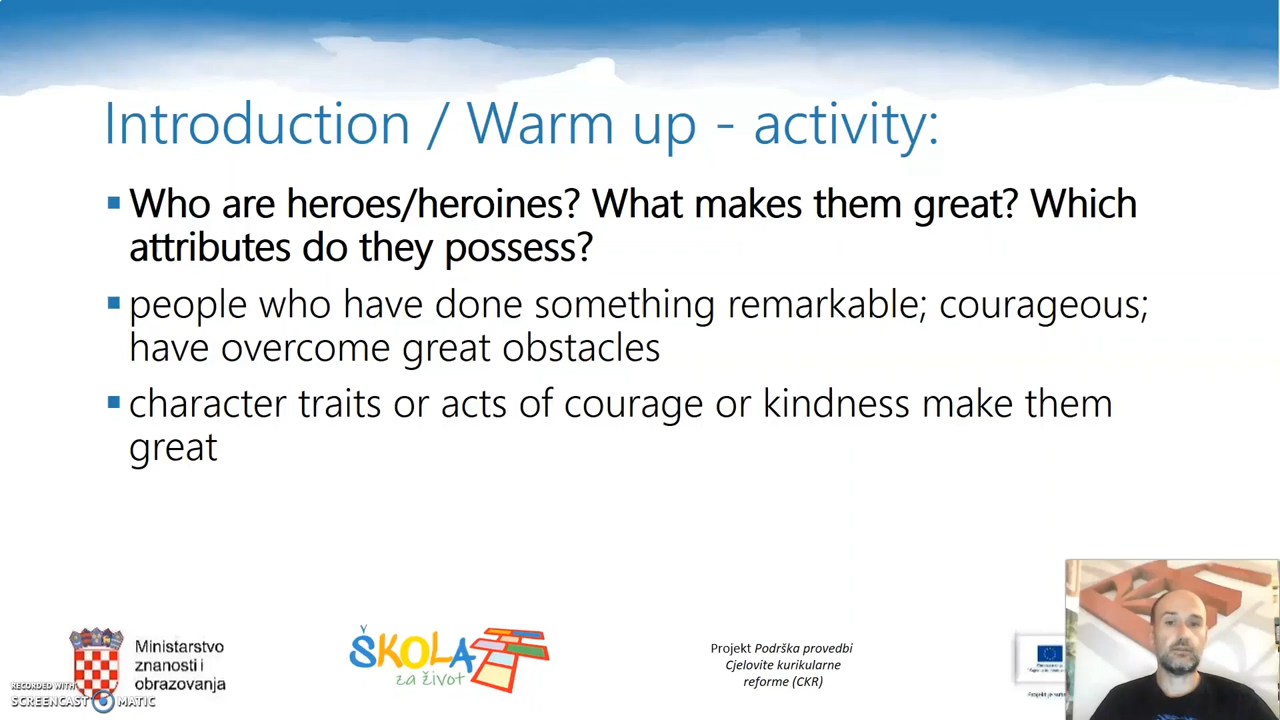 Introduction / Warm up - activity:
Who are heroes/heroines? What makes them great? Which
attributes do they possess?
people who have done something remarkable; courageous;
have overcome great obstacles
character traits or acts of courage or kindness make them
great
Ministarstvo
znanosti i
obrazovanja
RECORDED WITH
SCREENCAST MATIC
ŠKOLA
za život
Projekt Podrška provedbi
Cjelovite kurikularne
reforme (CKR)